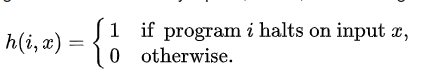 h(i, x) = { 1 if program i halts on input x,
0 otherwise.